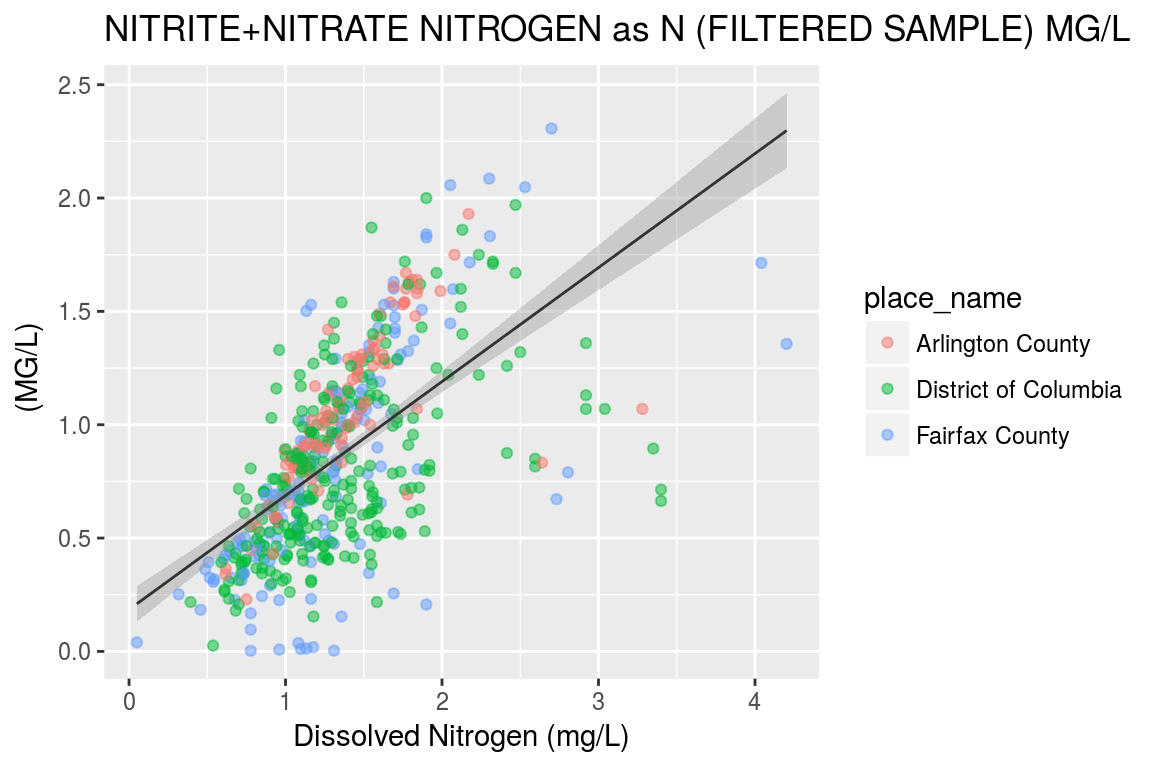 NITRITE+NITRATE NITROGEN as N (FILTERED SAMPLE) MG/L
2.5
2.0
1.5
1.0
0.5
0.0
(MG/L)
0 1 2 3 4
Dissolved Nitrogen (mg/L)
place_name
Arlington County
District of Columbia
Fairfax County